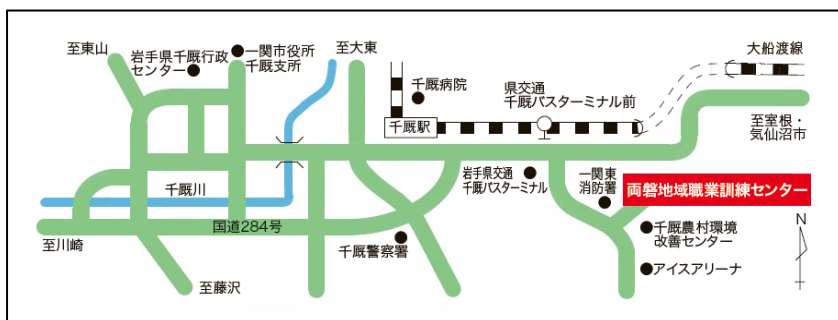 至東山
岩手県千厩行政
センター
一関市役所
千厩支所
至大東
千厩病院
千厩駅
県交通
千厩バスターミナル前
大船渡線
至室根・
気仙沼市
千厩川
岩手県交通
千厩バスターミナル
一関東
消防署
両磐地域職業訓練センター
国道284号
至川崎
千厩警察署
千厩農村環境
改善センター
N
アイスアリーナ
至藤沢